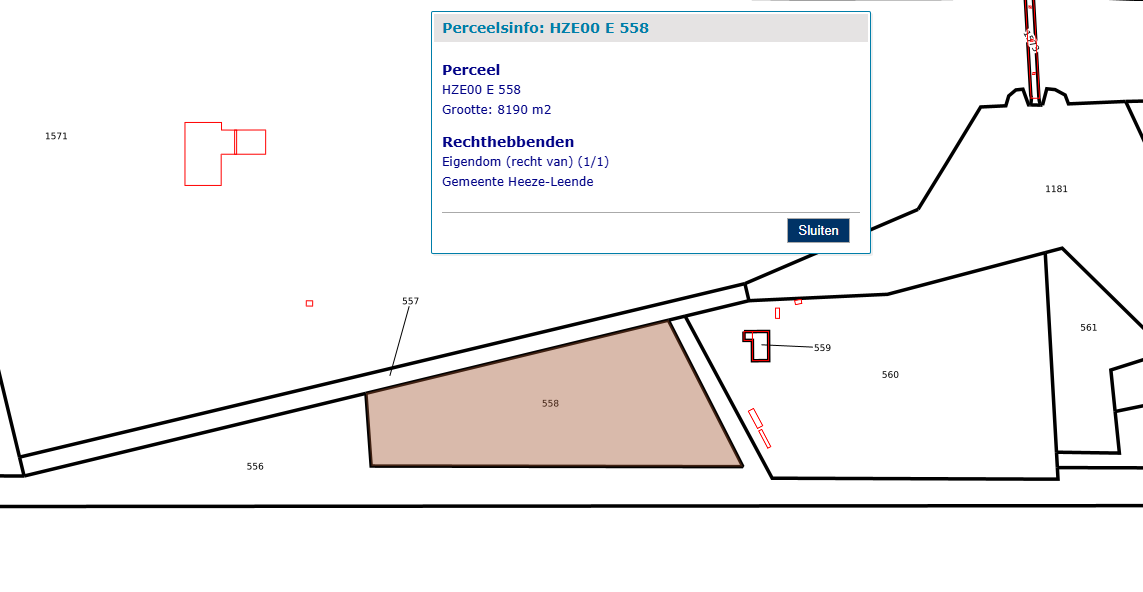 Perceelsinfo: HZE00 E 558
Perceel
HZE00 E 558
Grootte: 8190 m2
Rechthebbenden
Eigendom (recht van) (1/1)
Gemeente Heeze-Leende
Sluiten
1571
1181
557
561
559
560
558
556